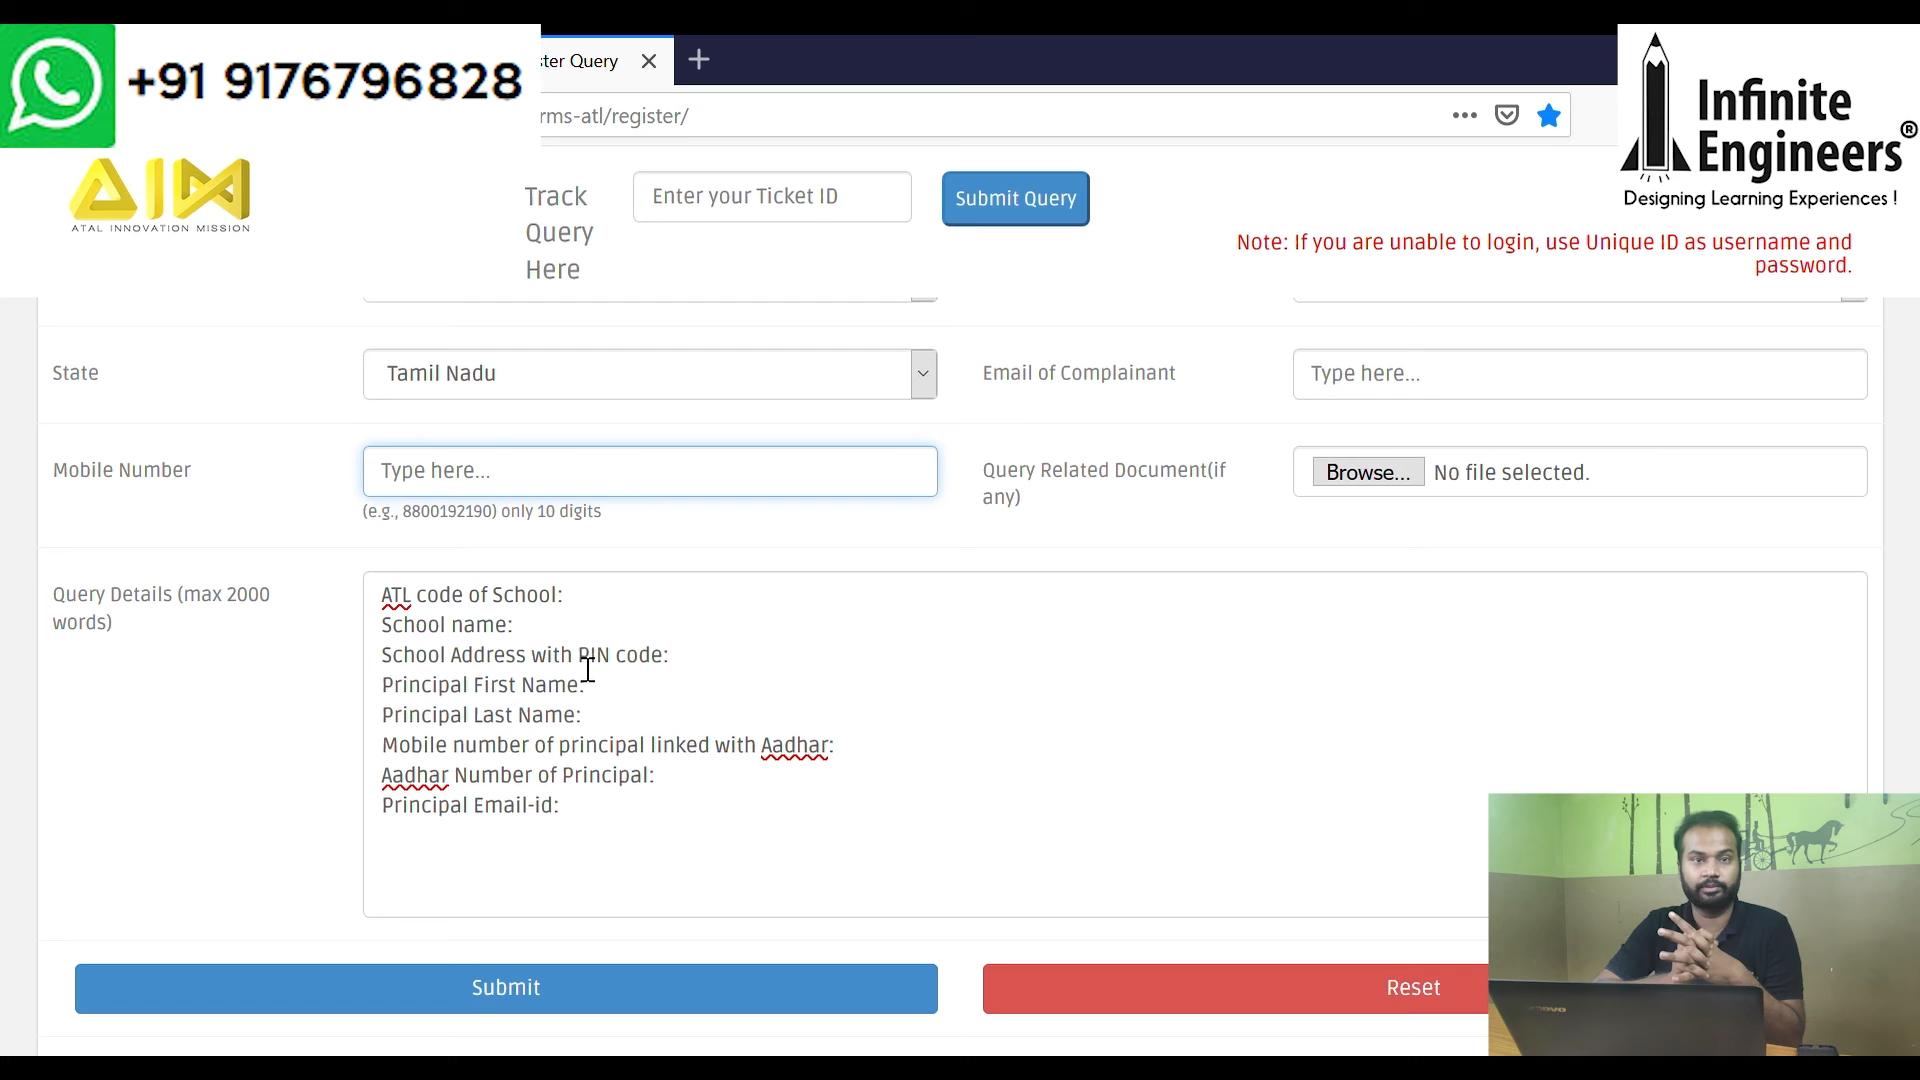 +91 9176796828
ster Query
rms-atl/register/
Infinite
Engineers®
Designing Learning Experiences !
ATAL INNOVATION MISSION
Track
Query
Here
Enter your Ticket ID
Submit Query
Note: If you are unable to login, use Unique ID as username and
password.
State
Tamil Nadu
Email of Complainant
Type here...
Mobile Number
Type here...
(e.g., 8800192190) only 10 digits
Query Related Document(if
any)
Browse...
No file selected.
Query Details (max 2000
words)
ATL code of School:
School name:
School Address with PIN code:
Principal First Name:
Principal Last Name:
Mobile number of principal linked with Aadhar:
Aadhar Number of Principal:
Principal Email-id:
Submit
Reset
lenovo